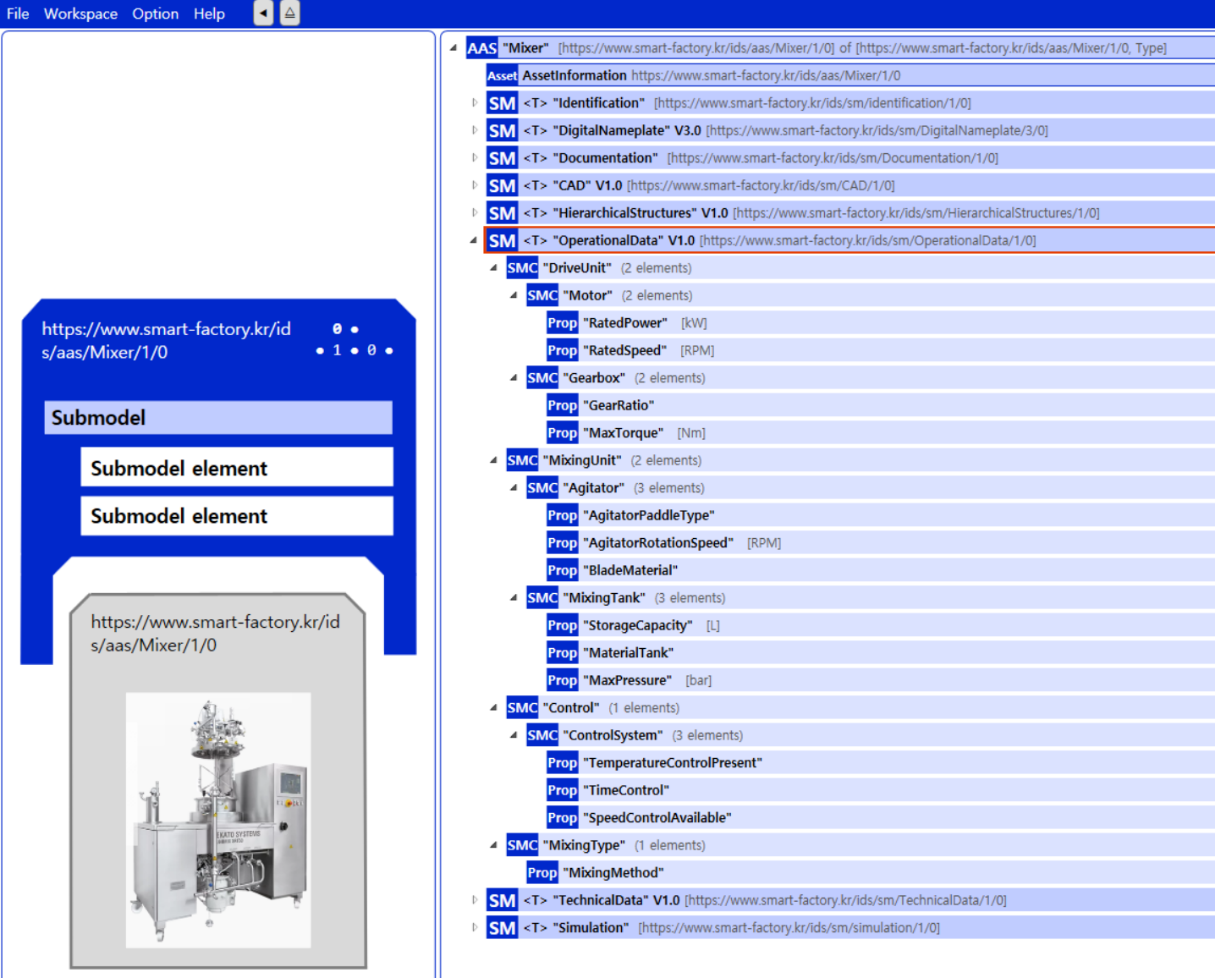 File Workspace Option Help
https://www.smart-factory.kr/id
s/aas/Mixer/1/0
0
1 0
Submodel
Submodel element
Submodel element
https://www.smart-factory.kr/id
s/aas/Mixer/1/0
AAS "Mixer" [https://www.smart-factory.kr/ids/aas/Mixer/1/0] of [https://www.smart-factory.kr/ids/aas/Mixer/1/0, Type]
Asset AssetInformation https://www.smart-factory.kr/ids/aas/Mixer/1/0
SM <T> "Identification" [https://www.smart-factory.kr/ids/sm/identification/1/0]
SM <T> "DigitalNameplate" V3.0 [https://www.smart-factory.kr/ids/sm/DigitalNameplate/3/0]
SM <T> "Documentation" [https://www.smart-factory.kr/ids/sm/Documentation/1/0]
SM <T> "CAD" V1.0 [https://www.smart-factory.kr/ids/sm/CAD/1/0]
SM <T> "HierarchicalStructures" V1.0 [https://www.smart-factory.kr/ids/sm/HierarchicalStructures/1/0]
SM <T> "OperationalData" V1.0 [https://www.smart-factory.kr/ids/sm/OperationalData/1/0]
SMC "DriveUnit" (2 elements)
SMC "Motor" (2 elements)
Prop "RatedPower" [kW]
Prop "RatedSpeed" [RPM]
SMC "Gearbox" (2 elements)
Prop "GearRatio"
Prop "MaxTorque" [Nm]
SMC "MixingUnit" (2 elements)
SMC "Agitator" (3 elements)
Prop "AgitatorPaddleType"
Prop "AgitatorRotationSpeed" [RPM]
Prop "BladeMaterial"
SMC "MixingTank" (3 elements)
Prop "StorageCapacity" [L]
Prop "MaterialTank"
Prop "MaxPressure" [bar]
SMC "Control" (1 elements)
SMC "ControlSystem" (3 elements)
Prop "TemperatureControlPresent"
Prop "TimeControl"
Prop "SpeedControlAvailable"
SMC "MixingType" (1 elements)
Prop "MixingMethod"
SM <T> "TechnicalData" V1.0 [https://www.smart-factory.kr/ids/sm/TechnicalData/1/0]
SM <T> "Simulation" [https://www.smart-factory.kr/ids/sm/simulation/1/0]